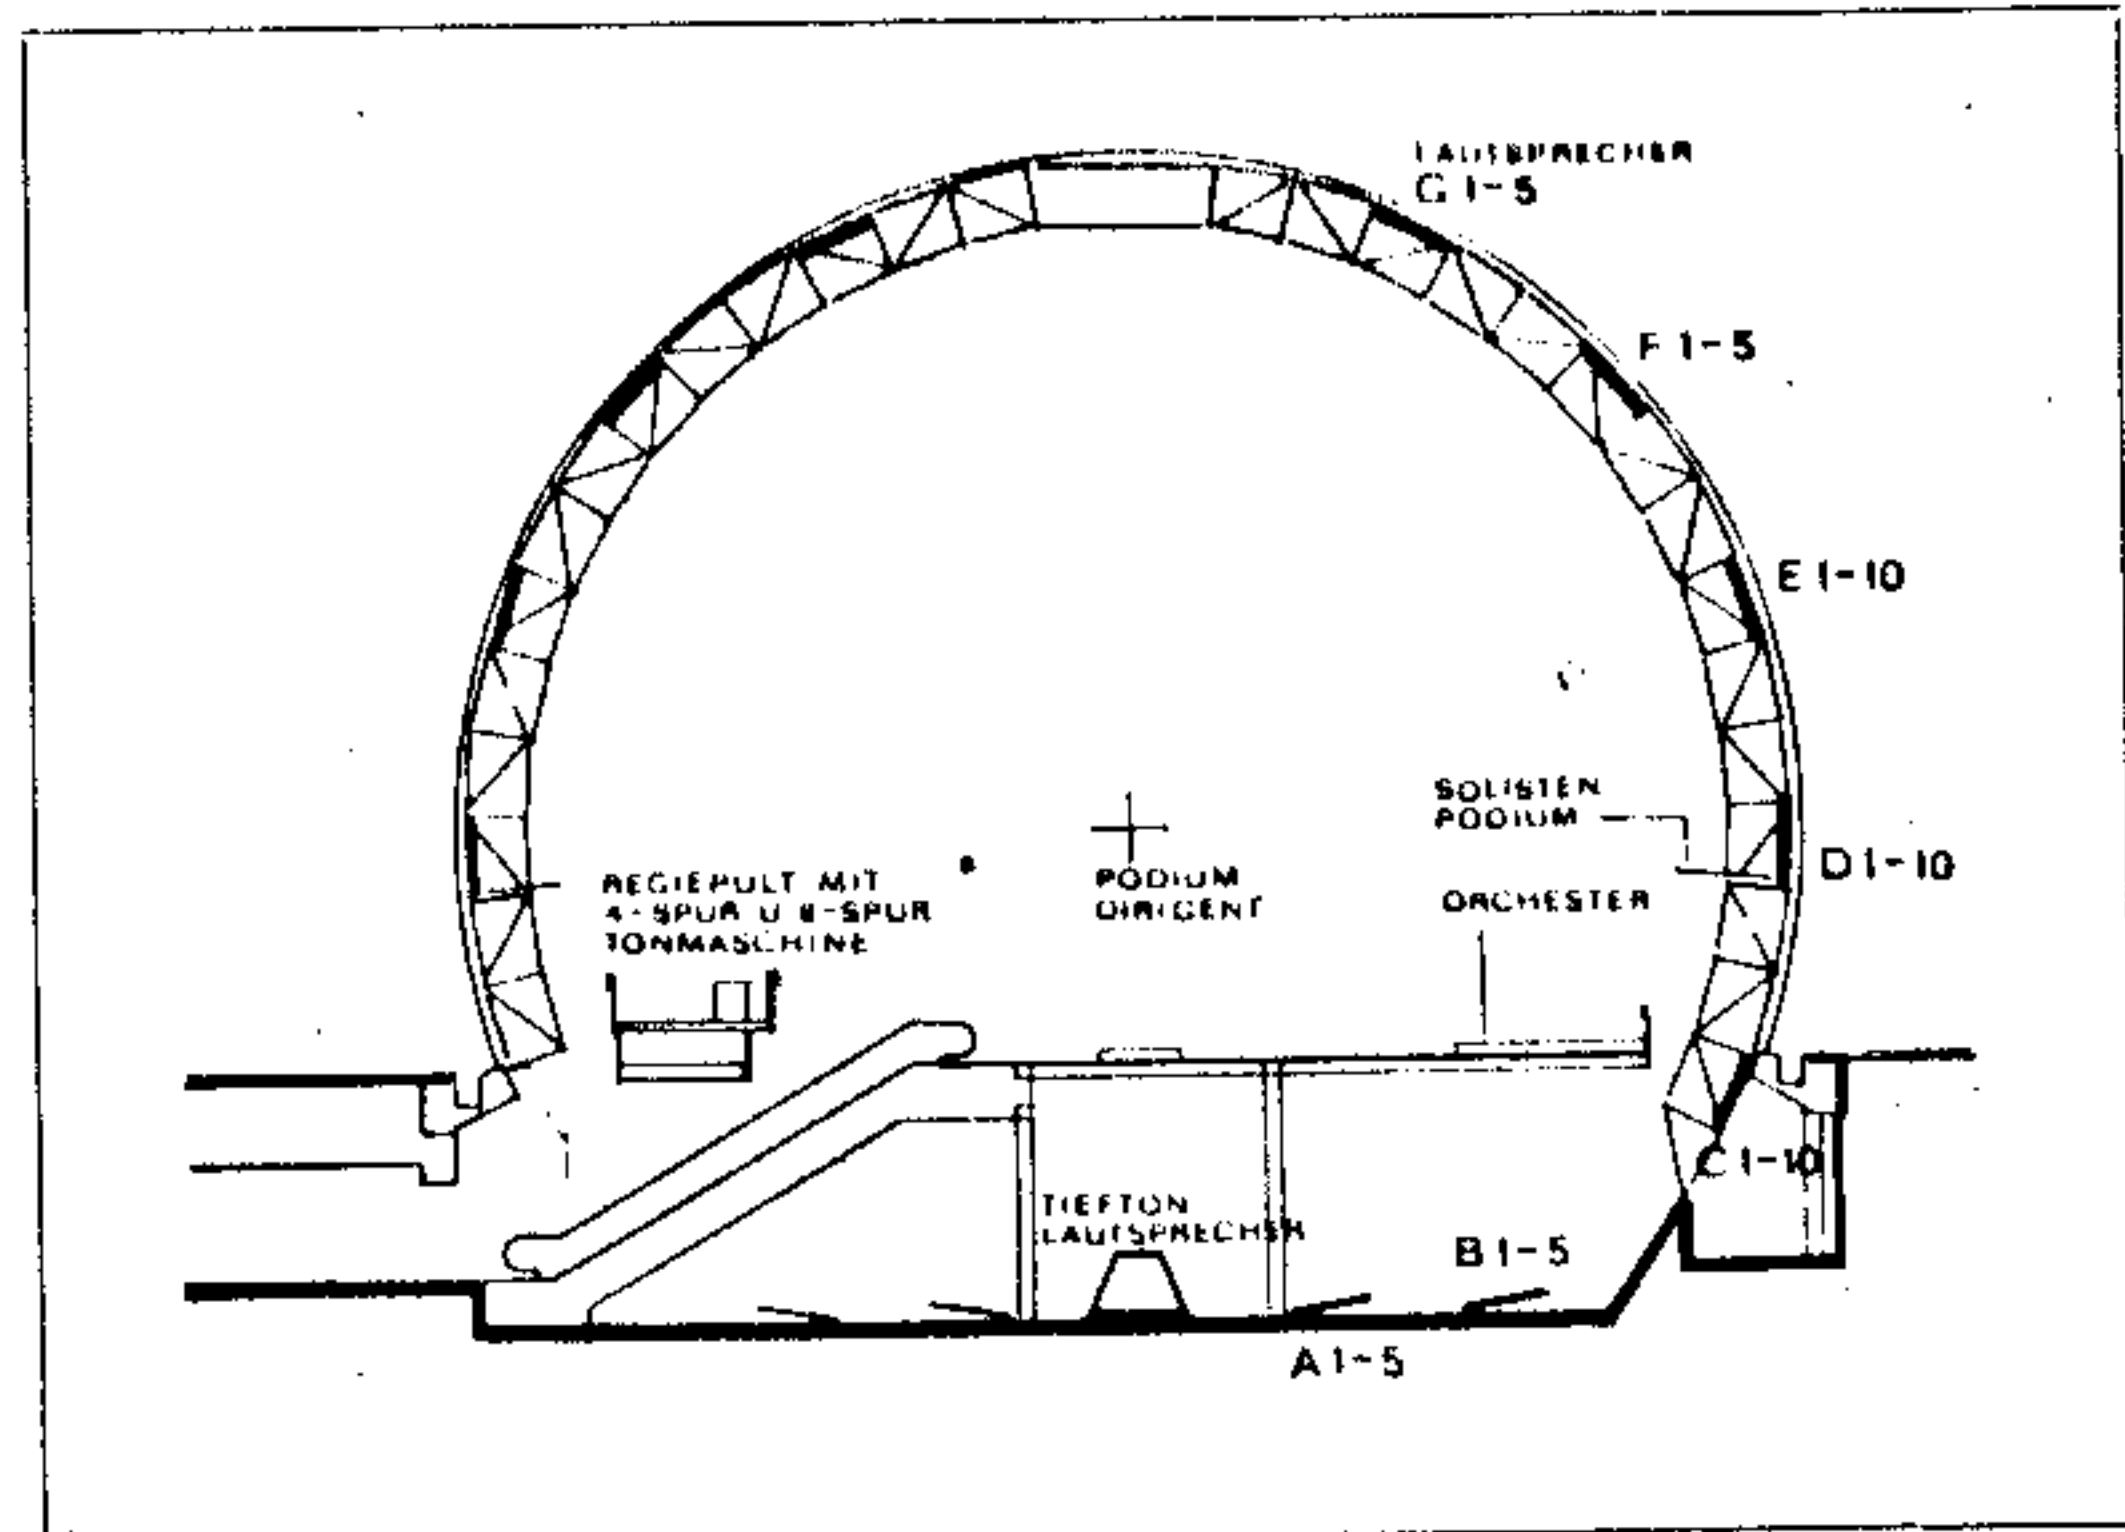 LAUTSPRECHER
G 1-5
F 1-5
E 1-10
SOLISTEN
PODIUM
D 1-10
REGIEPULT MIT
4-SPUR U 8-SPUR
TONMASCHINE
PODIUM
DIRIGENT
ORCHESTER
C 1-10
TIEFTON
LAUTSPRECHER
B 1-5
A 1-5